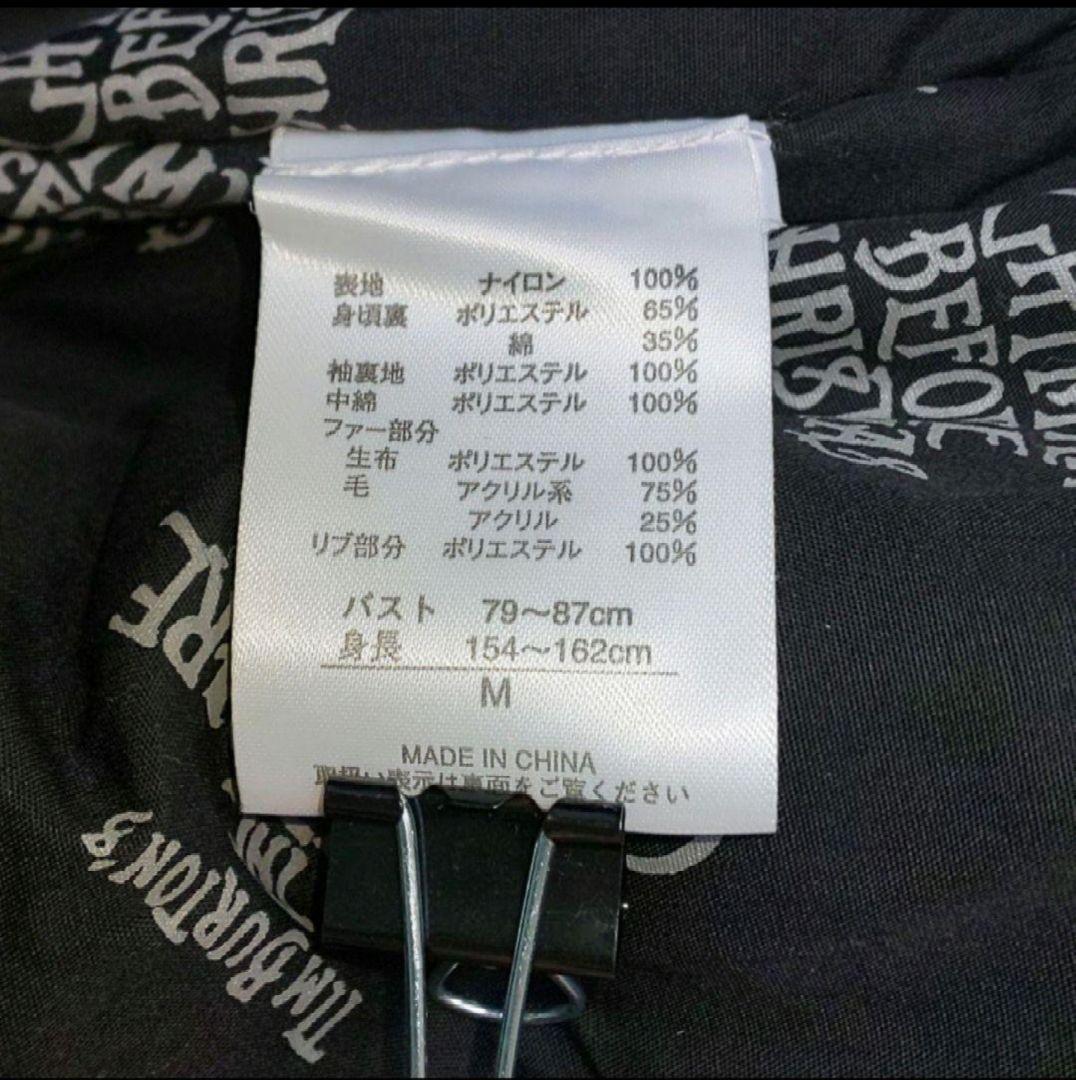 BEF
表地 ナイロン 100%
身頃裏 ポリエステル 65%
綿 35%
袖裏地 ポリエステル 100%
中綿 ポリエステル 100%
ファー部分
生布 ポリエステル 100%
毛 アクリル系 75%
アクリル 25%
リブ部分 ポリエステル 100%
バスト 79～87cm
身長 154～162cm
M
MADE IN CHINA
取扱い表示は裏面をご覧ください
BEFOE
TIM BURTON'S